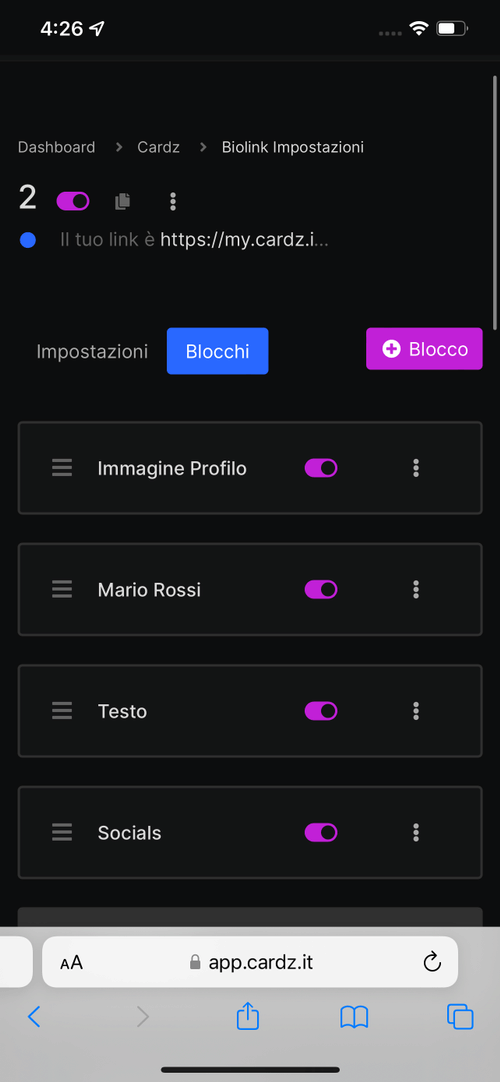 4:26
Dashboard > Cardz > Biolink Impostazioni
2
Il tuo link è https://my.cardz.i...
Impostazioni Blocchi Blocco
Immagine Profilo
Mario Rossi
Testo
Socials
AA app.cardz.it